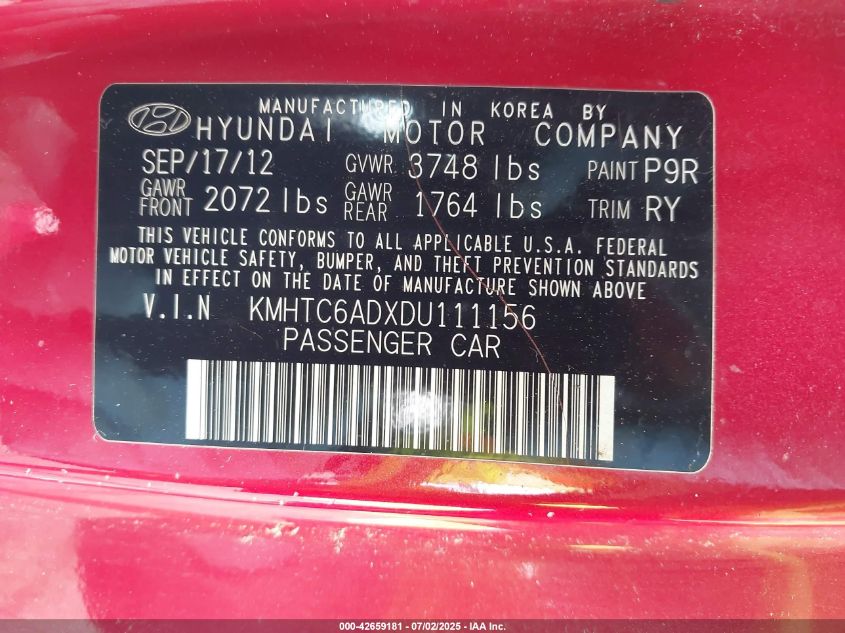 MANUFACTURED IN KOREA BY
HYUNDAI MOTOR COMPANY
SEP/17/12 GVWR 3748 lbs PAINT P9R
GAWR FRONT 2072 lbs GAWR REAR 1764 lbs TRIM RY
THIS VEHICLE CONFORMS TO ALL APPLICABLE U.S.A. FEDERAL
MOTOR VEHICLE SAFETY, BUMPER, AND THEFT PREVENTION STANDARDS
IN EFFECT ON THE DATE OF MANUFACTURE SHOWN ABOVE
V.I.N KMHTC6ADXDU111156
PASSENGER CAR
000-42659181 - 07/02/2025 - IAA Inc.